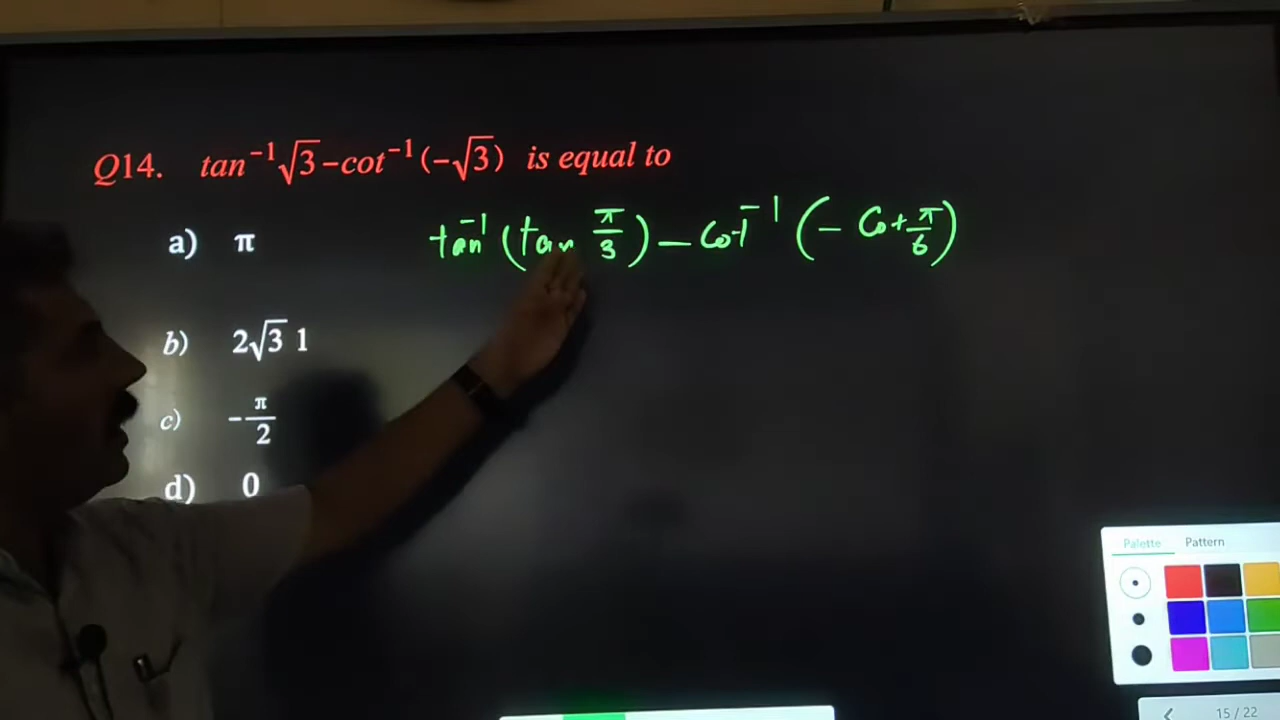 Q14. tan⁻¹√3-cot⁻¹(-√3) is equal to
tan⁻¹(tan π/3) - cot⁻¹(- cot π/6)
a) π
b) 2√3 1
c) -π/2
d) 0
Palette Pattern
15 / 22